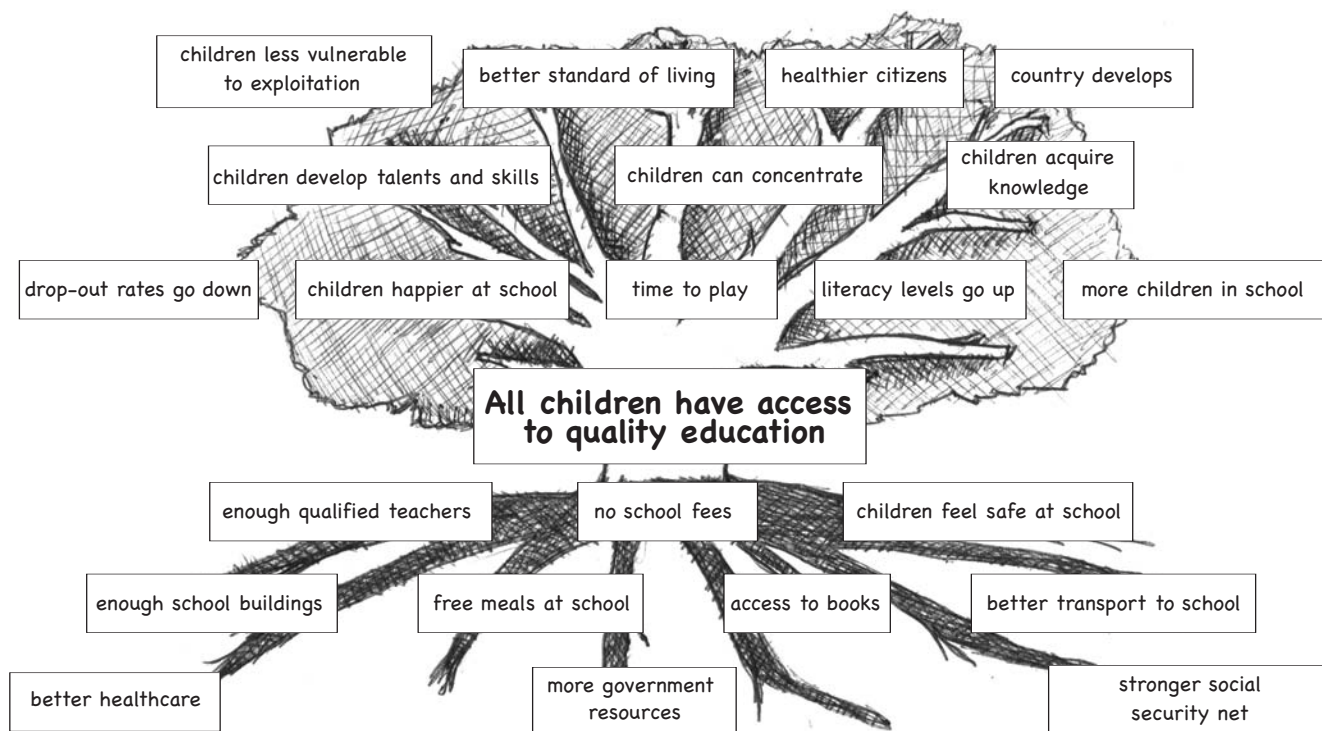 children less vulnerable
to exploitation
better standard of living
healthier citizens
country develops
children develop talents and skills
children can concentrate
children acquire
knowledge
drop-out rates go down
children happier at school
time to play
literacy levels go up
more children in school
All children have access
to quality education
enough qualified teachers
no school fees
children feel safe at school
enough school buildings
free meals at school
access to books
better transport to school
better healthcare
more government
resources
stronger social
security net